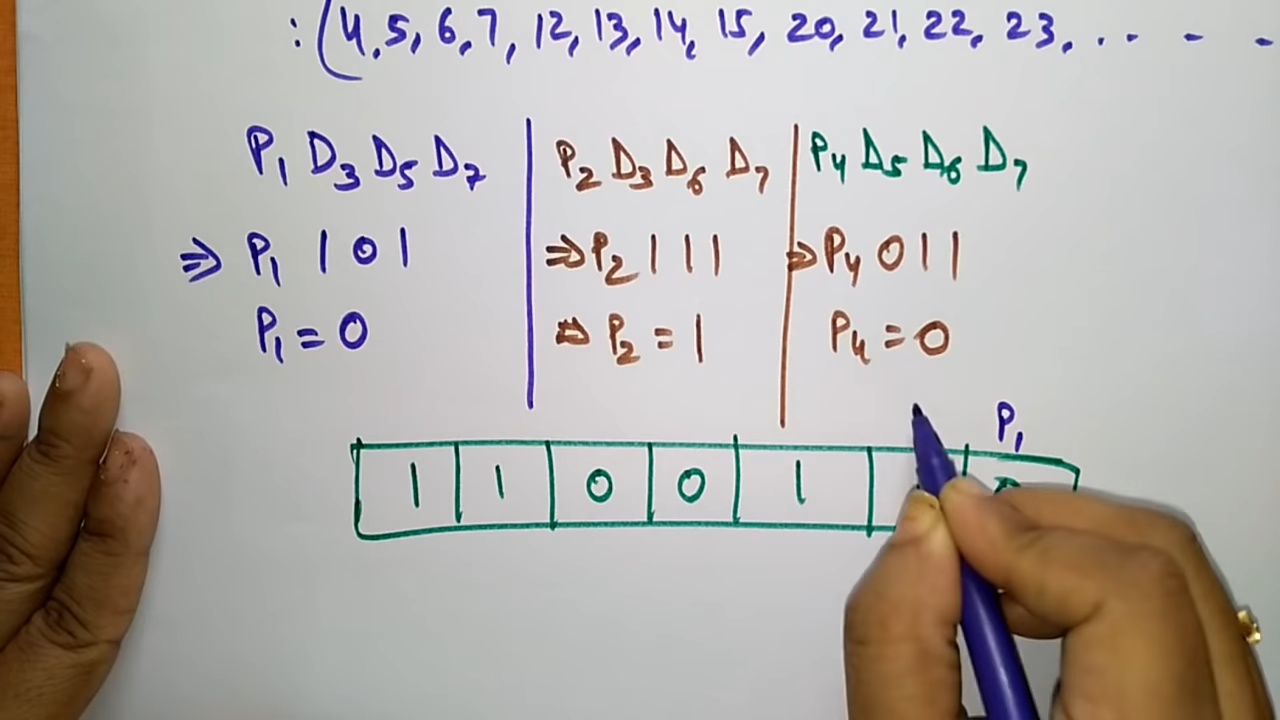 : (4, 5, 6, 7, 12, 13, 14, 15, 20, 21, 22, 23, . . . - -
P₁ D₃ D₅ D₇ P₂ D₃ D₆ D₇ P₄ D₅ D₆ D₇
⇒ P₁ 1 0 1 ⇒ P₂ 1 1 1 ⇒ P₄ 0 1 1
P₁ = 0 ⇒ P₂ = 1 P₄ = 0
P₁
1 1 0 0 1